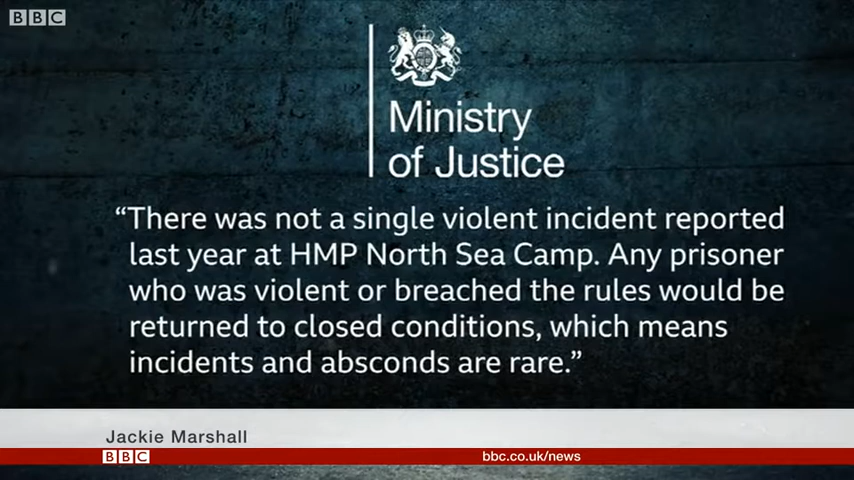 BBC
Ministry
of Justice
“There was not a single violent incident reported
last year at HMP North Sea Camp. Any prisoner
who was violent or breached the rules would be
returned to closed conditions, which means
incidents and absconds are rare.”
Jackie Marshall
BBC
bbc.co.uk/news